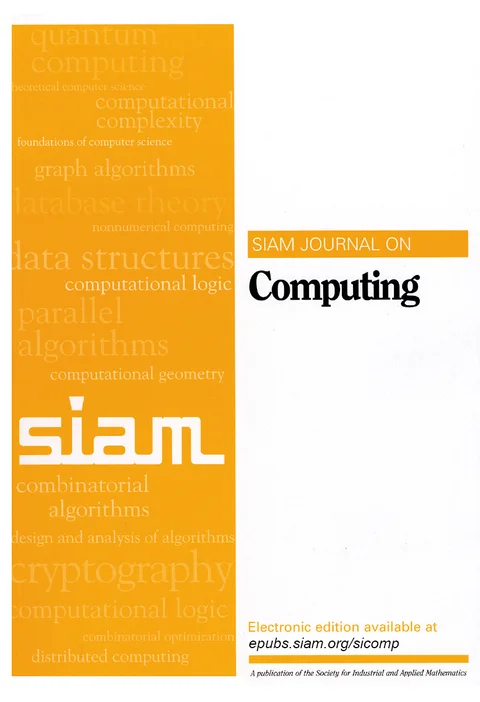 quantum
computing
theoretical computer science
computational
complexity
foundations of computer science
graph algorithms
database theory
nonnumerical computing
data structures
computational logic
parallel
algorithms
computational geometry
siam
combinatorial
algorithms
design and analysis of algorithms
cryptography
computational logic
combinatorial optimization
distributed computing
SIAM JOURNAL ON
Computing
Electronic edition available at
epubs.siam.org/sicomp
A publication of the Society for Industrial and Applied Mathematics